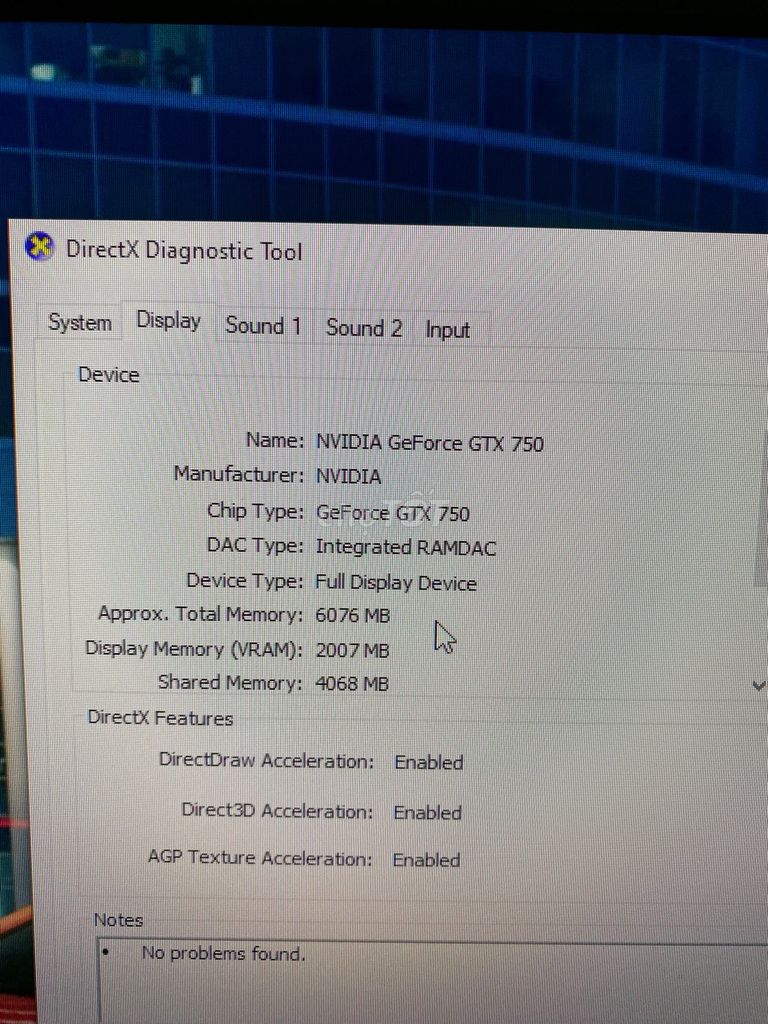 DirectX Diagnostic Tool
System Display Sound 1 Sound 2 Input
Device
Name: NVIDIA GeForce GTX 750
Manufacturer: NVIDIA
Chip Type: GeForce GTX 750
DAC Type: Integrated RAMDAC
Device Type: Full Display Device
Approx. Total Memory: 6076 MB
Display Memory (VRAM): 2007 MB
Shared Memory: 4068 MB
DirectX Features
DirectDraw Acceleration: Enabled
Direct3D Acceleration: Enabled
AGP Texture Acceleration: Enabled
Notes
• No problems found.